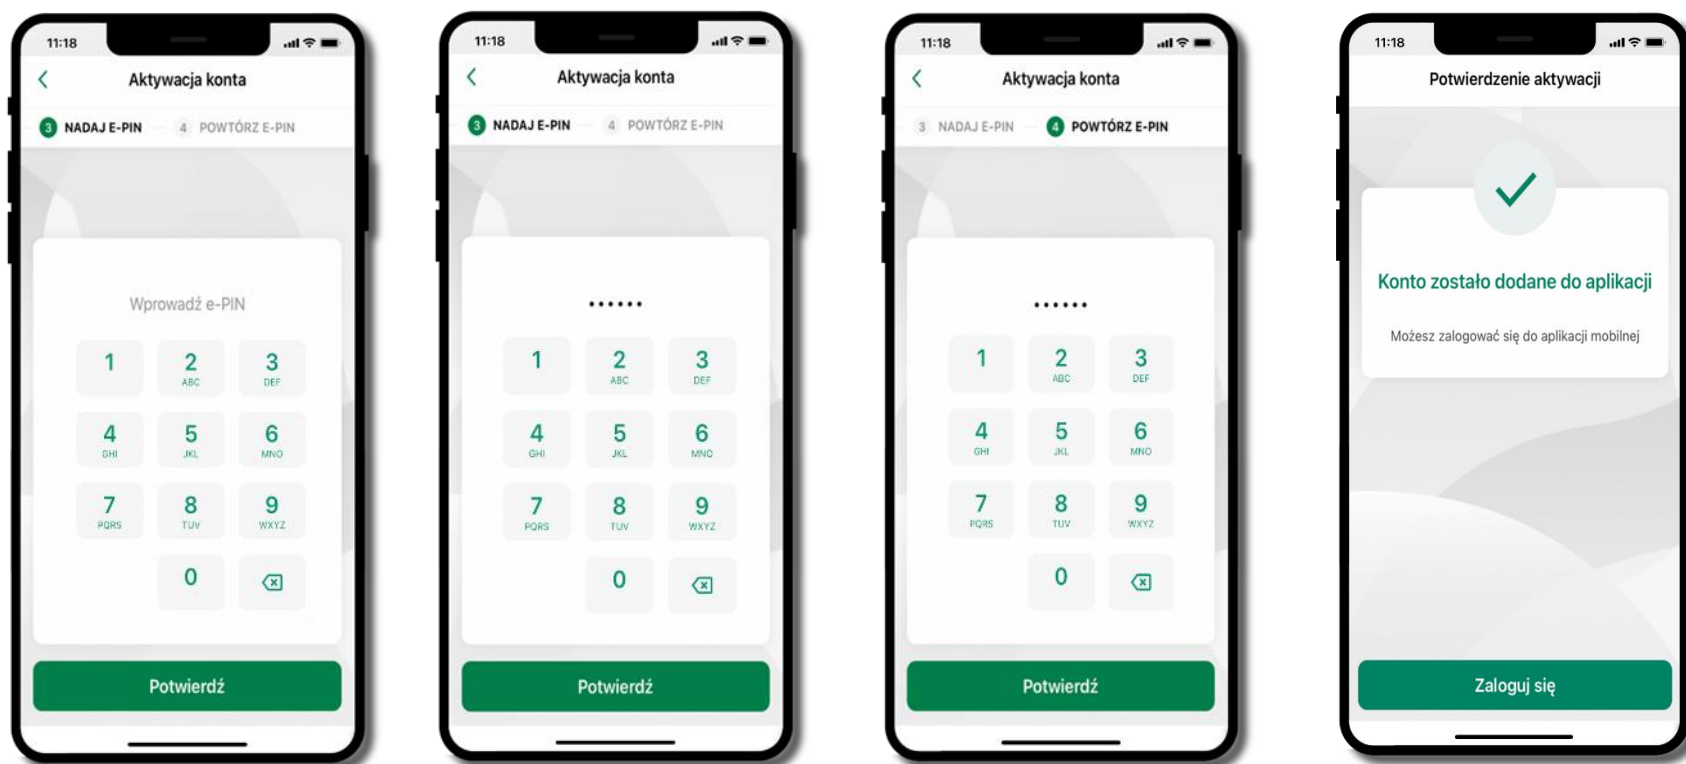 11:18
Aktywacja konta
3 NADAJ E-PIN 4 POWTÓRZ E-PIN
Wprowadź e-PIN
1 2 3
ABC DEF
4 5 6
GHI JKL MNO
7 8 9
PQRS TUV WXYZ
0
Potwierdź
11:18
Aktywacja konta
3 NADAJ E-PIN 4 POWTÓRZ E-PIN
••••••
1 2 3
ABC DEF
4 5 6
GHI JKL MNO
7 8 9
PQRS TUV WXYZ
0
Potwierdź
11:18
Aktywacja konta
3 NADAJ E-PIN 4 POWTÓRZ E-PIN
••••••
1 2 3
ABC DEF
4 5 6
GHI JKL MNO
7 8 9
PQRS TUV WXYZ
0
Potwierdź
11:18
Potwierdzenie aktywacji
Konto zostało dodane do aplikacji
Możesz zalogować się do aplikacji mobilnej
Zaloguj się